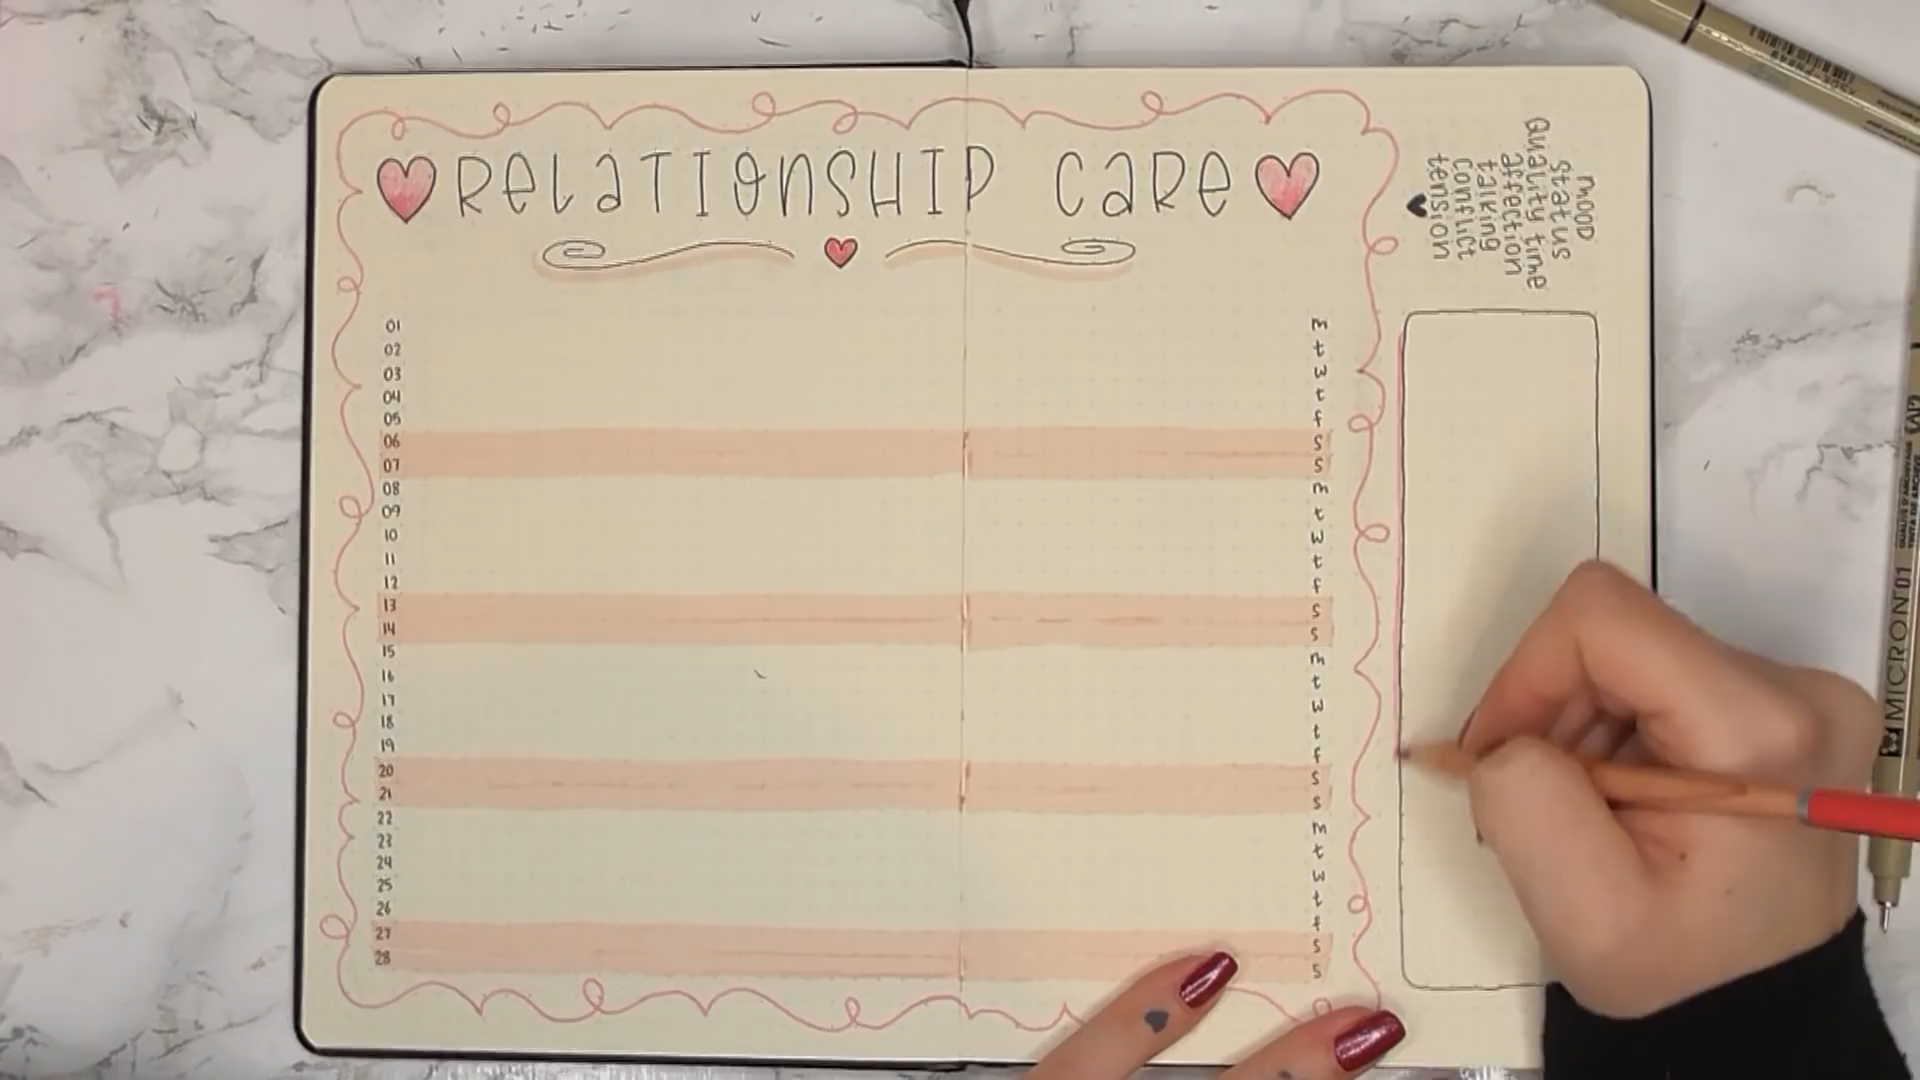 Relationship Care
01 m
02 t
03 w
04 t
05 f
06 s
07 s
08 m
09 t
10 w
11 t
12 f
13 s
14 s
15 m
16 t
17 w
18 t
19 f
20 s
21 s
22 m
23 t
24 w
25 t
26 f
27 s
28 s
tension
conflict
talking
affection
Quality time
status
mood
MICRON 01